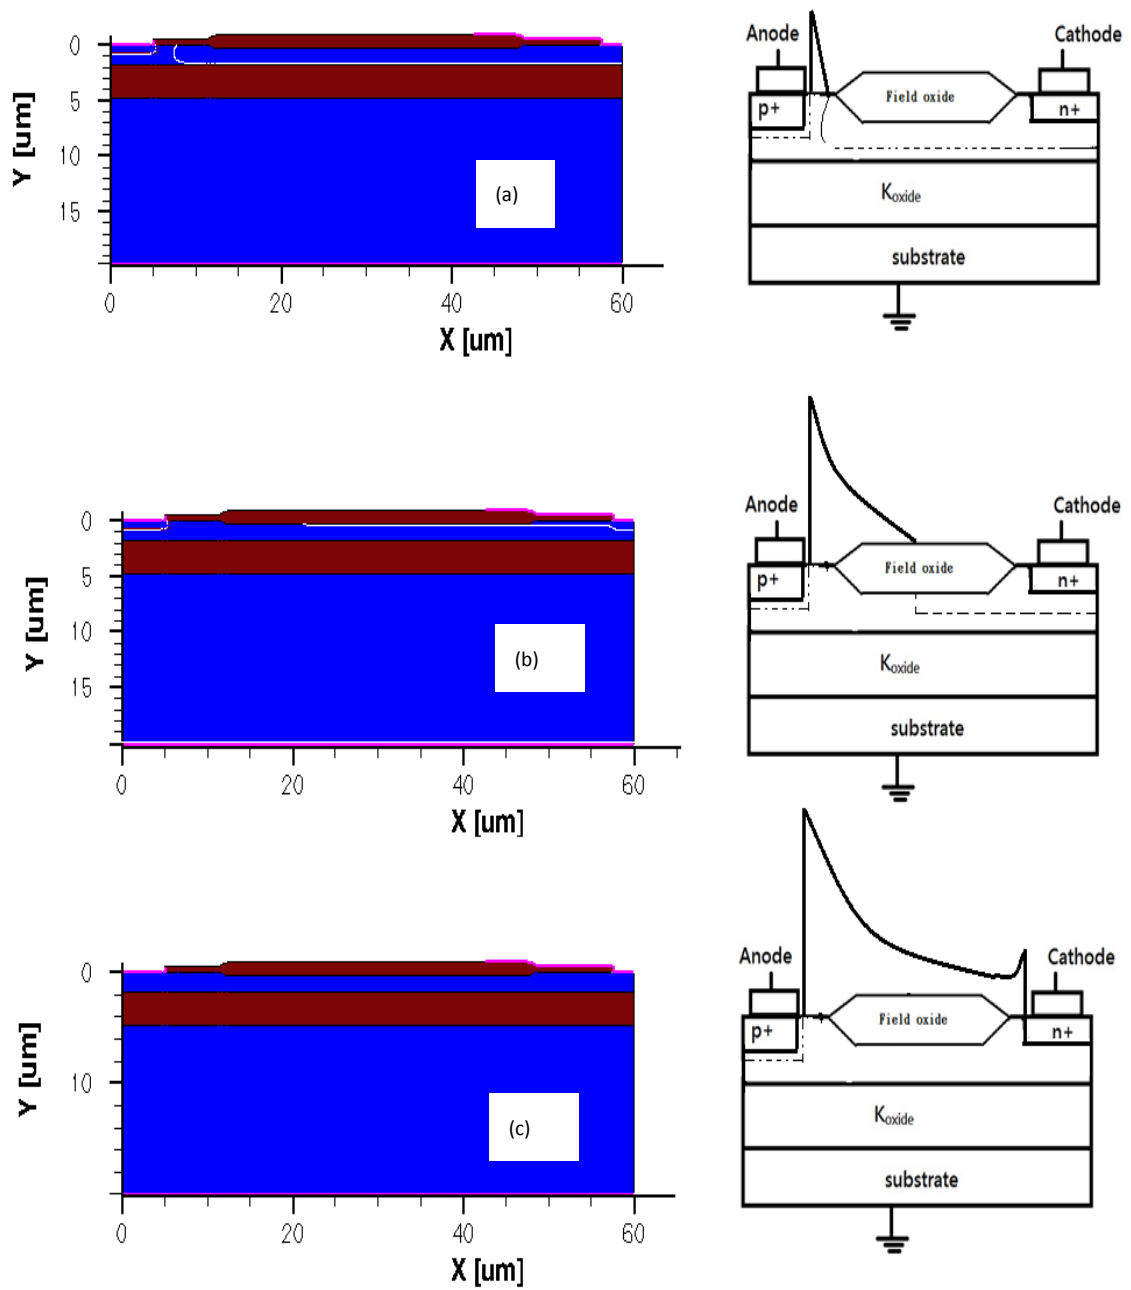 0
5
10
15
Y [um]
(a)
0 20 40 60
X [um]
Anode Cathode
p+ Field oxide n+
Koxide
substrate
0
5
10
15
Y [um]
(b)
0 20 40 60
X [um]
Anode Cathode
p+ Field oxide n+
Koxide
substrate
0
10
Y [um]
(c)
0 20 40 60
X [um]
Anode Cathode
p+ Field oxide n+
Koxide
substrate